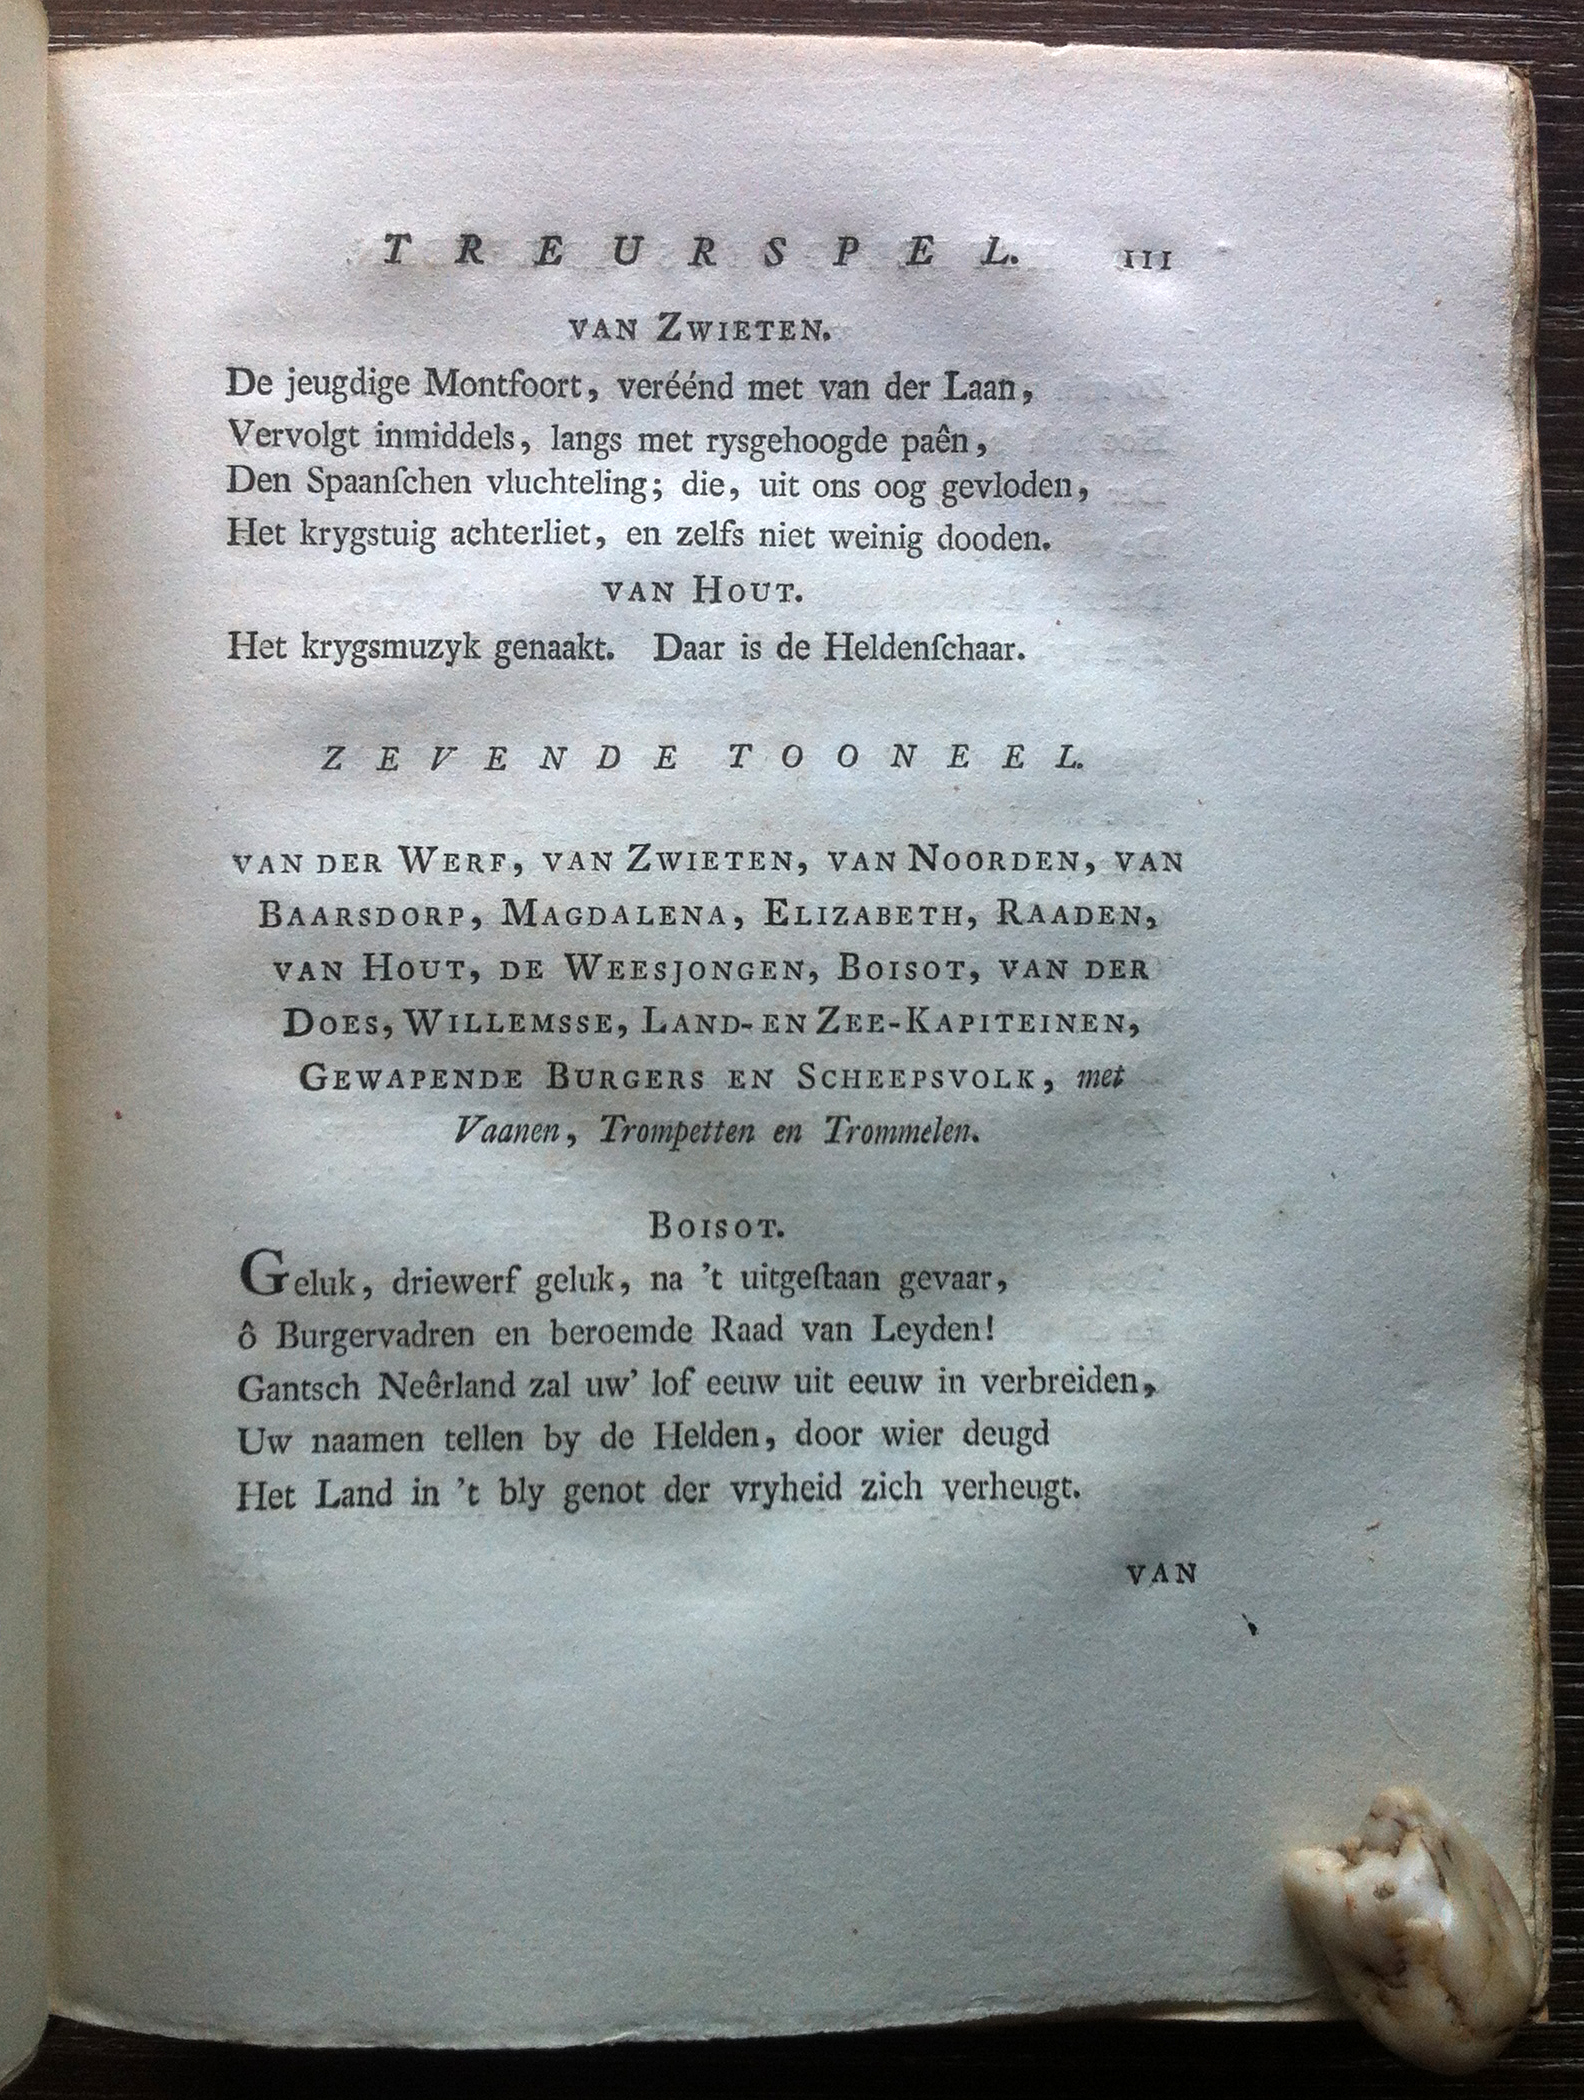 TREURSPEL. 111
VAN ZWIETEN.
De jeugdige Montfoort, veréénd met van der Laan,
Vervolgt inmiddels, langs met rysgehoogde paên,
Den Spaanſchen vluchteling; die, uit ons oog gevloden,
Het krygstuig achterliet, en zelfs niet weinig dooden.
VAN HOUT.
Het krygsmuzyk genaakt. Daar is de Heldenſchaar.
ZEVENDE TOONEEL.
VAN DER WERF, VAN ZWIETEN, VAN NOORDEN, VAN
BAARSDORP, MAGDALENA, ELIZABETH, RAADEN,
VAN HOUT, DE WEESJONGEN, BOISOT, VAN DER
DOES, WILLEMSSE, LAND- EN ZEE-KAPITEINEN,
GEWAPENDE BURGERS EN SCHEEPSVOLK, met
Vaanen, Trompetten en Trommelen.
BOISOT.
Geluk, driewerf geluk, na 't uitgeſtaan gevaar,
ô Burgervadren en beroemde Raad van Leyden!
Gantsch Neêrland zal uw' lof eeuw uit eeuw in verbreiden,
Uw naamen tellen by de Helden, door wier deugd
Het Land in 't bly genot der vryheid zich verheugt.
VAN